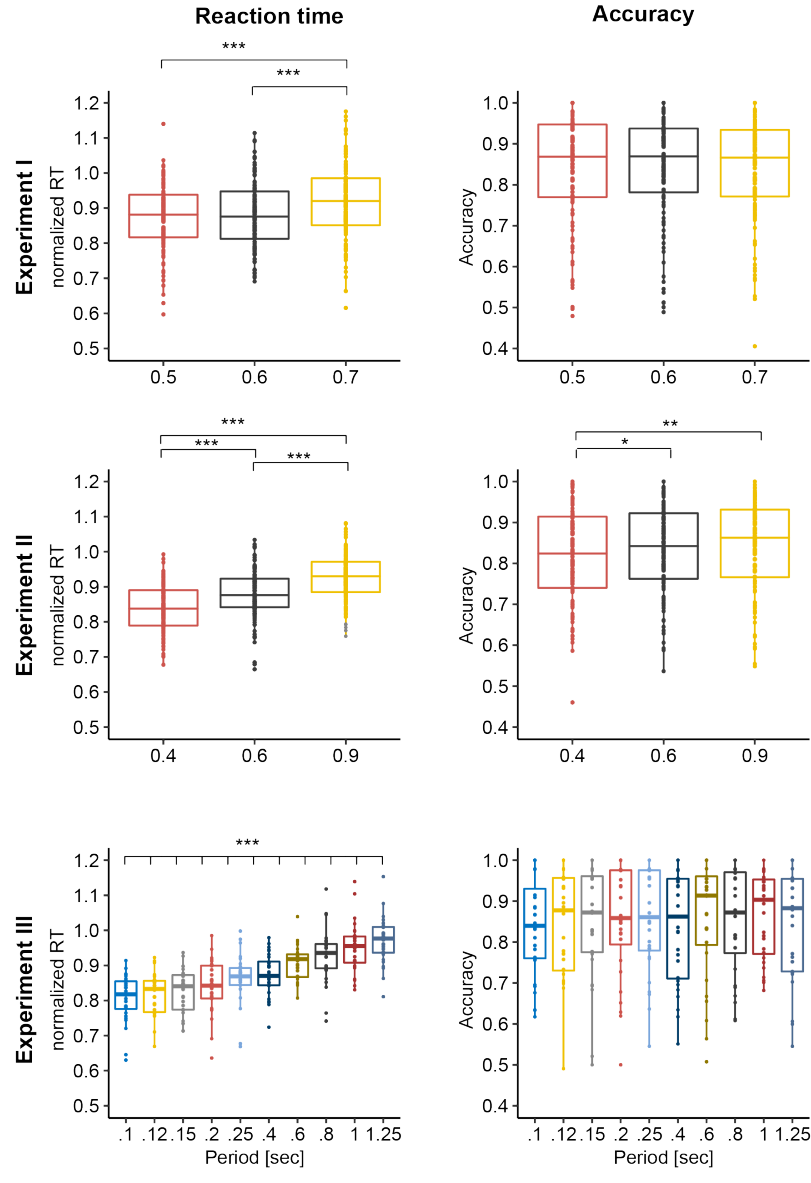 Reaction time
Accuracy
***
***
Experiment I
normalized RT
1.2
1.1
1.0
0.9
0.8
0.7
0.6
0.5
0.5 0.6 0.7
Accuracy
1.0
0.9
0.8
0.7
0.6
0.5
0.4
0.5 0.6 0.7
***
***
***
Experiment II
normalized RT
1.2
1.1
1.0
0.9
0.8
0.7
0.6
0.5
0.4 0.6 0.9
**
*
Accuracy
1.0
0.9
0.8
0.7
0.6
0.5
0.4
0.4 0.6 0.9
***
Experiment III
normalized RT
1.2
1.1
1.0
0.9
0.8
0.7
0.6
0.5
.1 .12 .15 .2 .25 .4 .6 .8 1 1.25
Period [sec]
Accuracy
1.0
0.9
0.8
0.7
0.6
0.5
0.4
.1 .12 .15 .2 .25 .4 .6 .8 1 1.25
Period [sec]